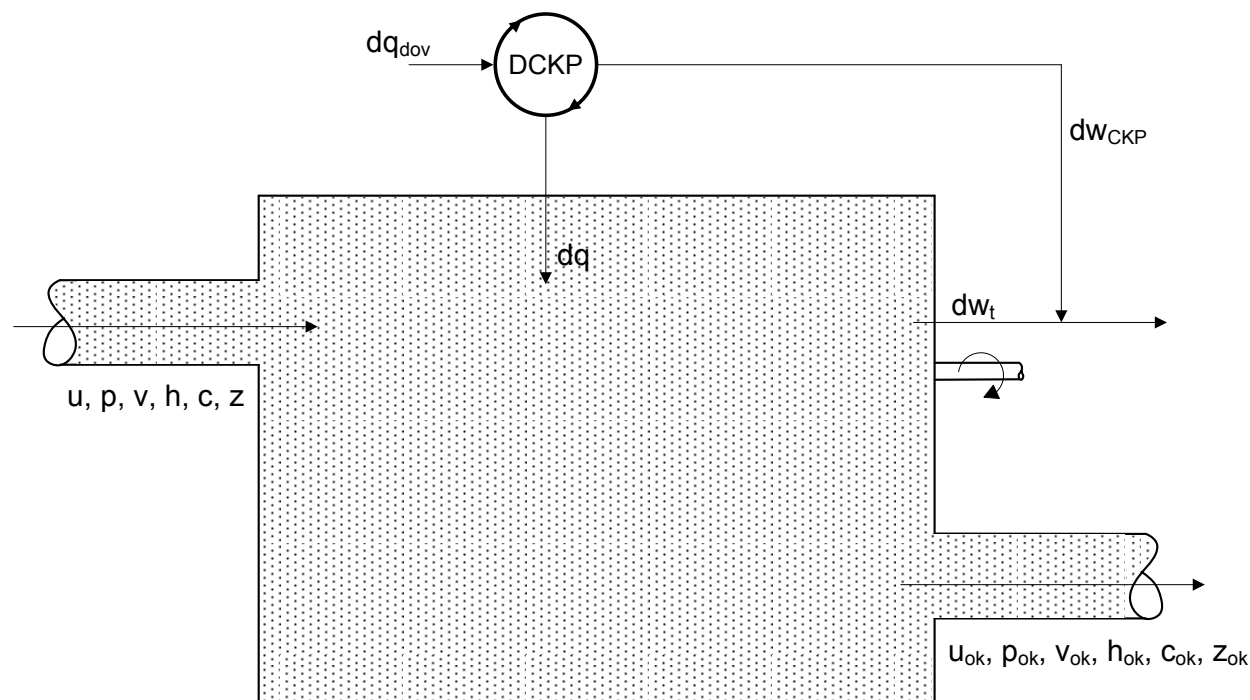 dq_dov
DCKP
dw_CKP
dq
dw_t
u, p, v, h, c, z
u_ok, p_ok, v_ok, h_ok, c_ok, z_ok